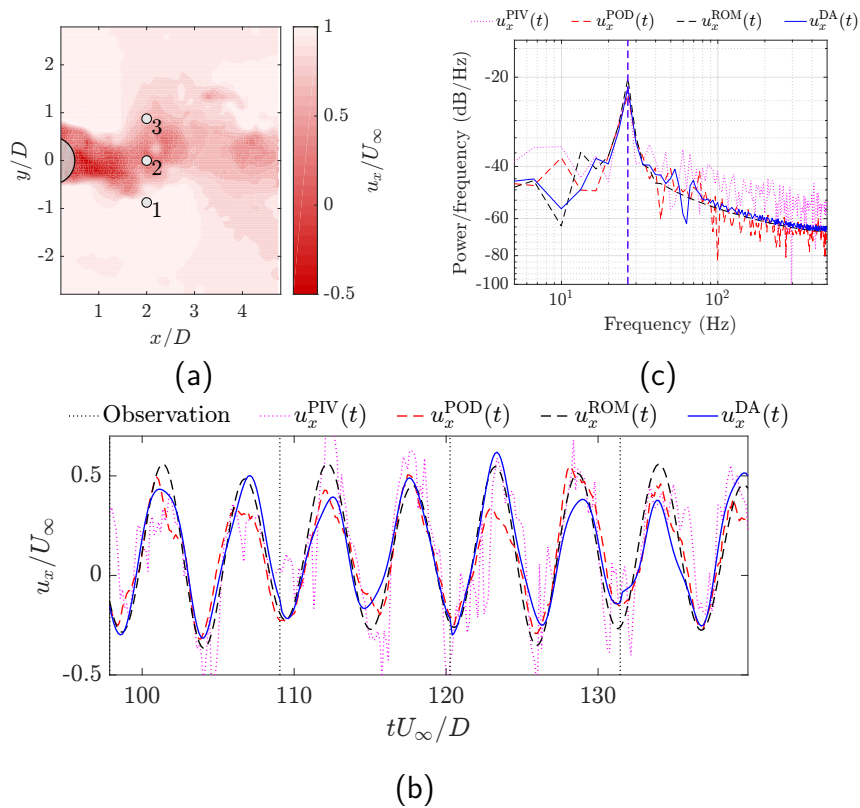 2
1
0
-1
-2
y/D
1 2 3 4
x/D
3
2
1
1
0.5
0
-0.5
u_x/U_∞
(a)
u_x^PIV(t) u_x^POD(t) u_x^ROM(t) u_x^DA(t)
-20
-40
-60
-80
-100
Power/frequency (dB/Hz)
10^1 10^2
Frequency (Hz)
(c)
Observation u_x^PIV(t) u_x^POD(t) u_x^ROM(t) u_x^DA(t)
0.5
0
-0.5
u_x/U_∞
100 110 120 130
tU_∞/D
(b)